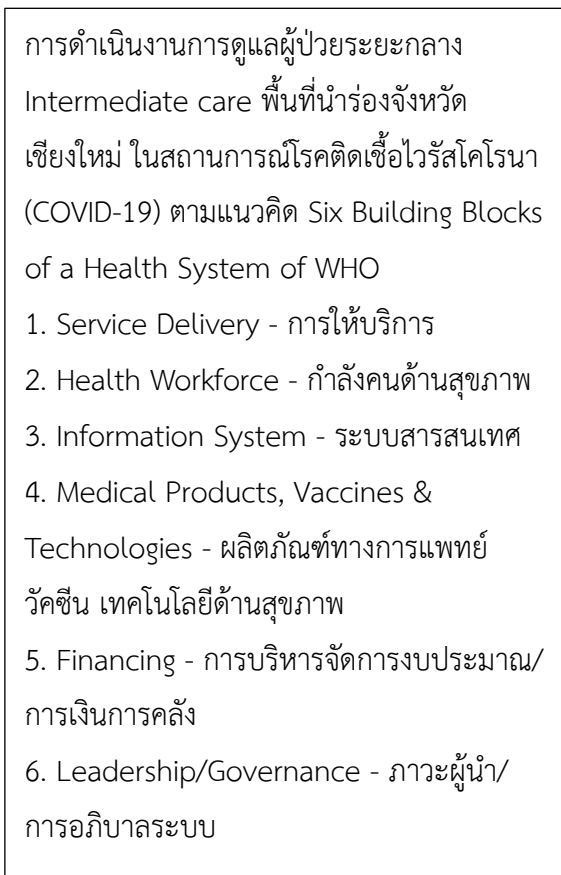 การดำเนินงานการดูแลผู้ป่วยระยะกลาง
Intermediate care พื้นที่นำร่องจังหวัด
เชียงใหม่ ในสถานการณ์โรคติดเชื้อไวรัสโคโรนา
(COVID-19) ตามแนวคิด Six Building Blocks
of a Health System of WHO
1. Service Delivery - การให้บริการ
2. Health Workforce - กำลังคนด้านสุขภาพ
3. Information System - ระบบสารสนเทศ
4. Medical Products, Vaccines &
Technologies - ผลิตภัณฑ์ทางการแพทย์
วัคซีน เทคโนโลยีด้านสุขภาพ
5. Financing - การบริหารจัดการงบประมาณ/
การเงินการคลัง
6. Leadership/Governance - ภาวะผู้นำ/
การอภิบาลระบบ